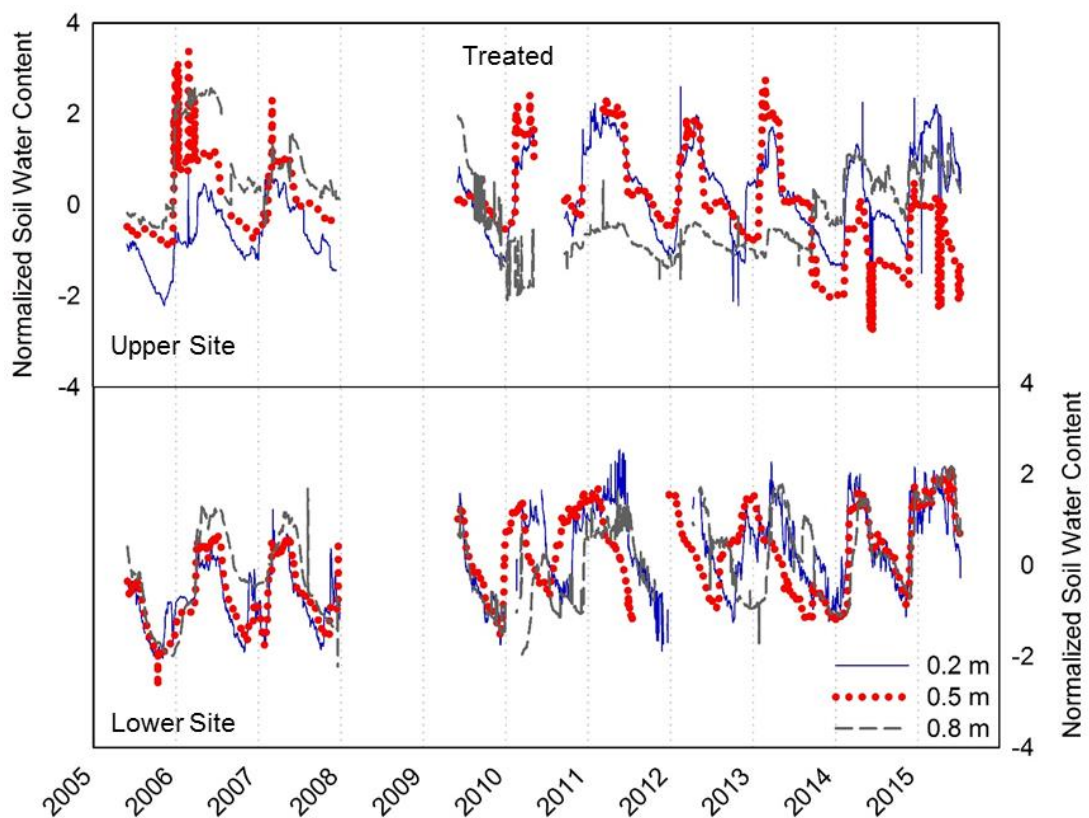 4
2
0
-2
-4
Normalized Soil Water Content
Treated
Upper Site
4
2
0
-2
-4
Normalized Soil Water Content
0.2 m
0.5 m
0.8 m
Lower Site
2005
2006
2007
2008
2009
2010
2011
2012
2013
2014
2015